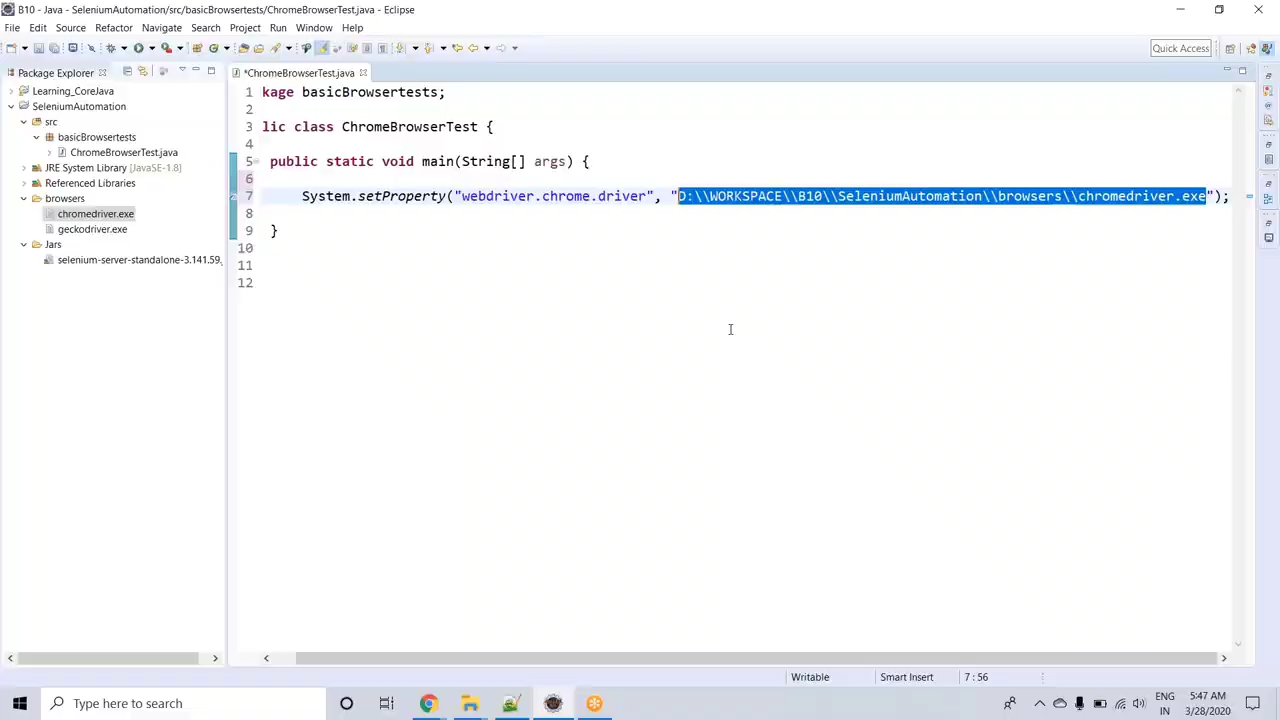 B10 - Java - SeleniumAutomation/src/basicBrowsertests/ChromeBrowserTest.java - Eclipse
File Edit Source Refactor Navigate Search Project Run Window Help
Quick Access
Package Explorer
Learning_CoreJava
SeleniumAutomation
src
basicBrowsertests
ChromeBrowserTest.java
JRE System Library [JavaSE-1.8]
Referenced Libraries
browsers
chromedriver.exe
geckodriver.exe
Jars
selenium-server-standalone-3.141.59.
*ChromeBrowserTest.java
1 kage basicBrowsertests;
2
3 lic class ChromeBrowserTest {
4
5 public static void main(String[] args) {
6
7 System.setProperty("webdriver.chrome.driver", "D:\\WORKSPACE\\B10\\SeleniumAutomation\\browsers\\chromedriver.exe");
8
9 }
10
11
12
Writable Smart Insert 7 : 56
Type here to search
ENG
IN
5:47 AM
3/28/2020